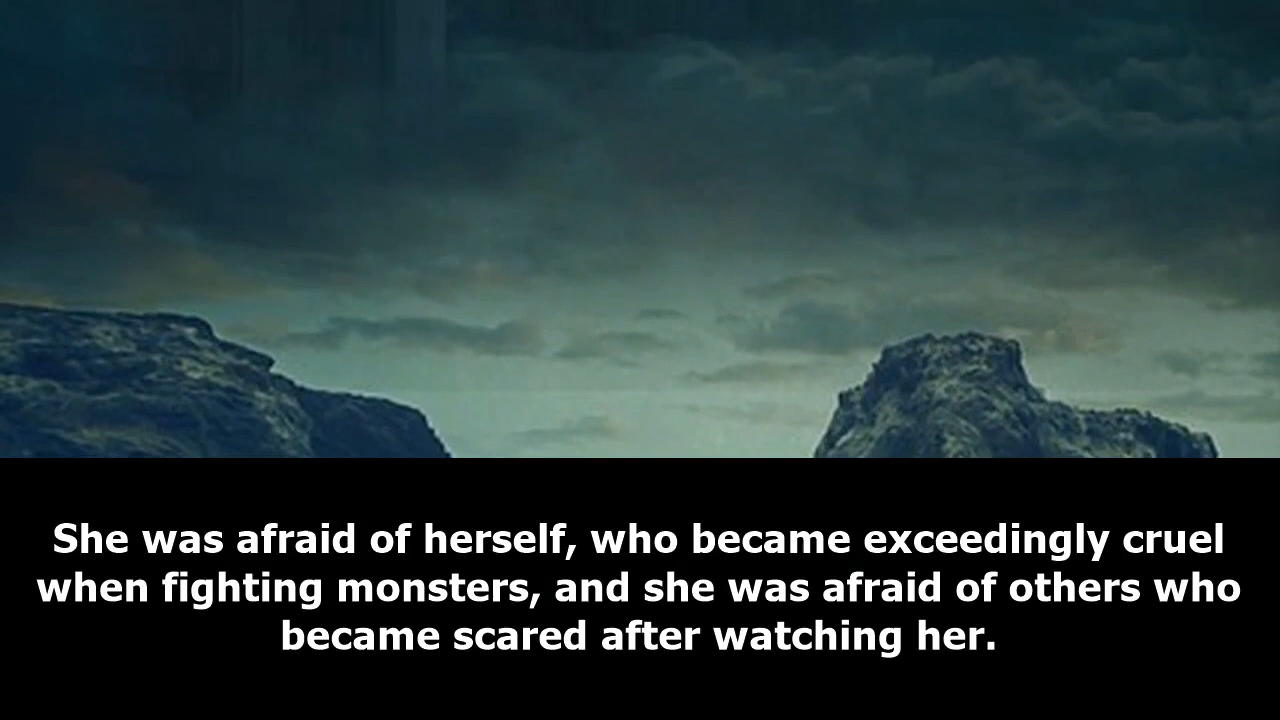 She was afraid of herself, who became exceedingly cruel
when fighting monsters, and she was afraid of others who
became scared after watching her.